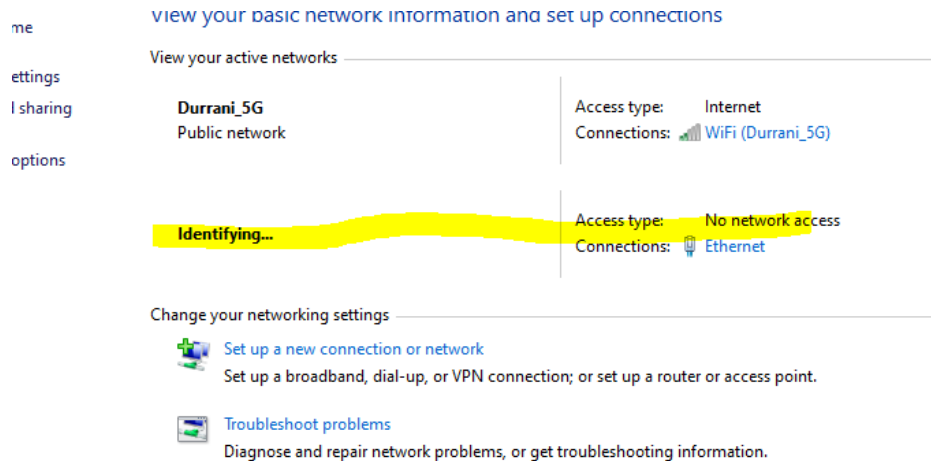 View your basic network information and set up connections
me
View your active networks
ettings
l sharing
Durrani_5G
Access type: Internet
Public network
Connections: WiFi (Durrani_5G)
options
Access type: No network access
Identifying...
Connections: Ethernet
Change your networking settings
Set up a new connection or network
Set up a broadband, dial-up, or VPN connection; or set up a router or access point.
Troubleshoot problems
Diagnose and repair network problems, or get troubleshooting information.